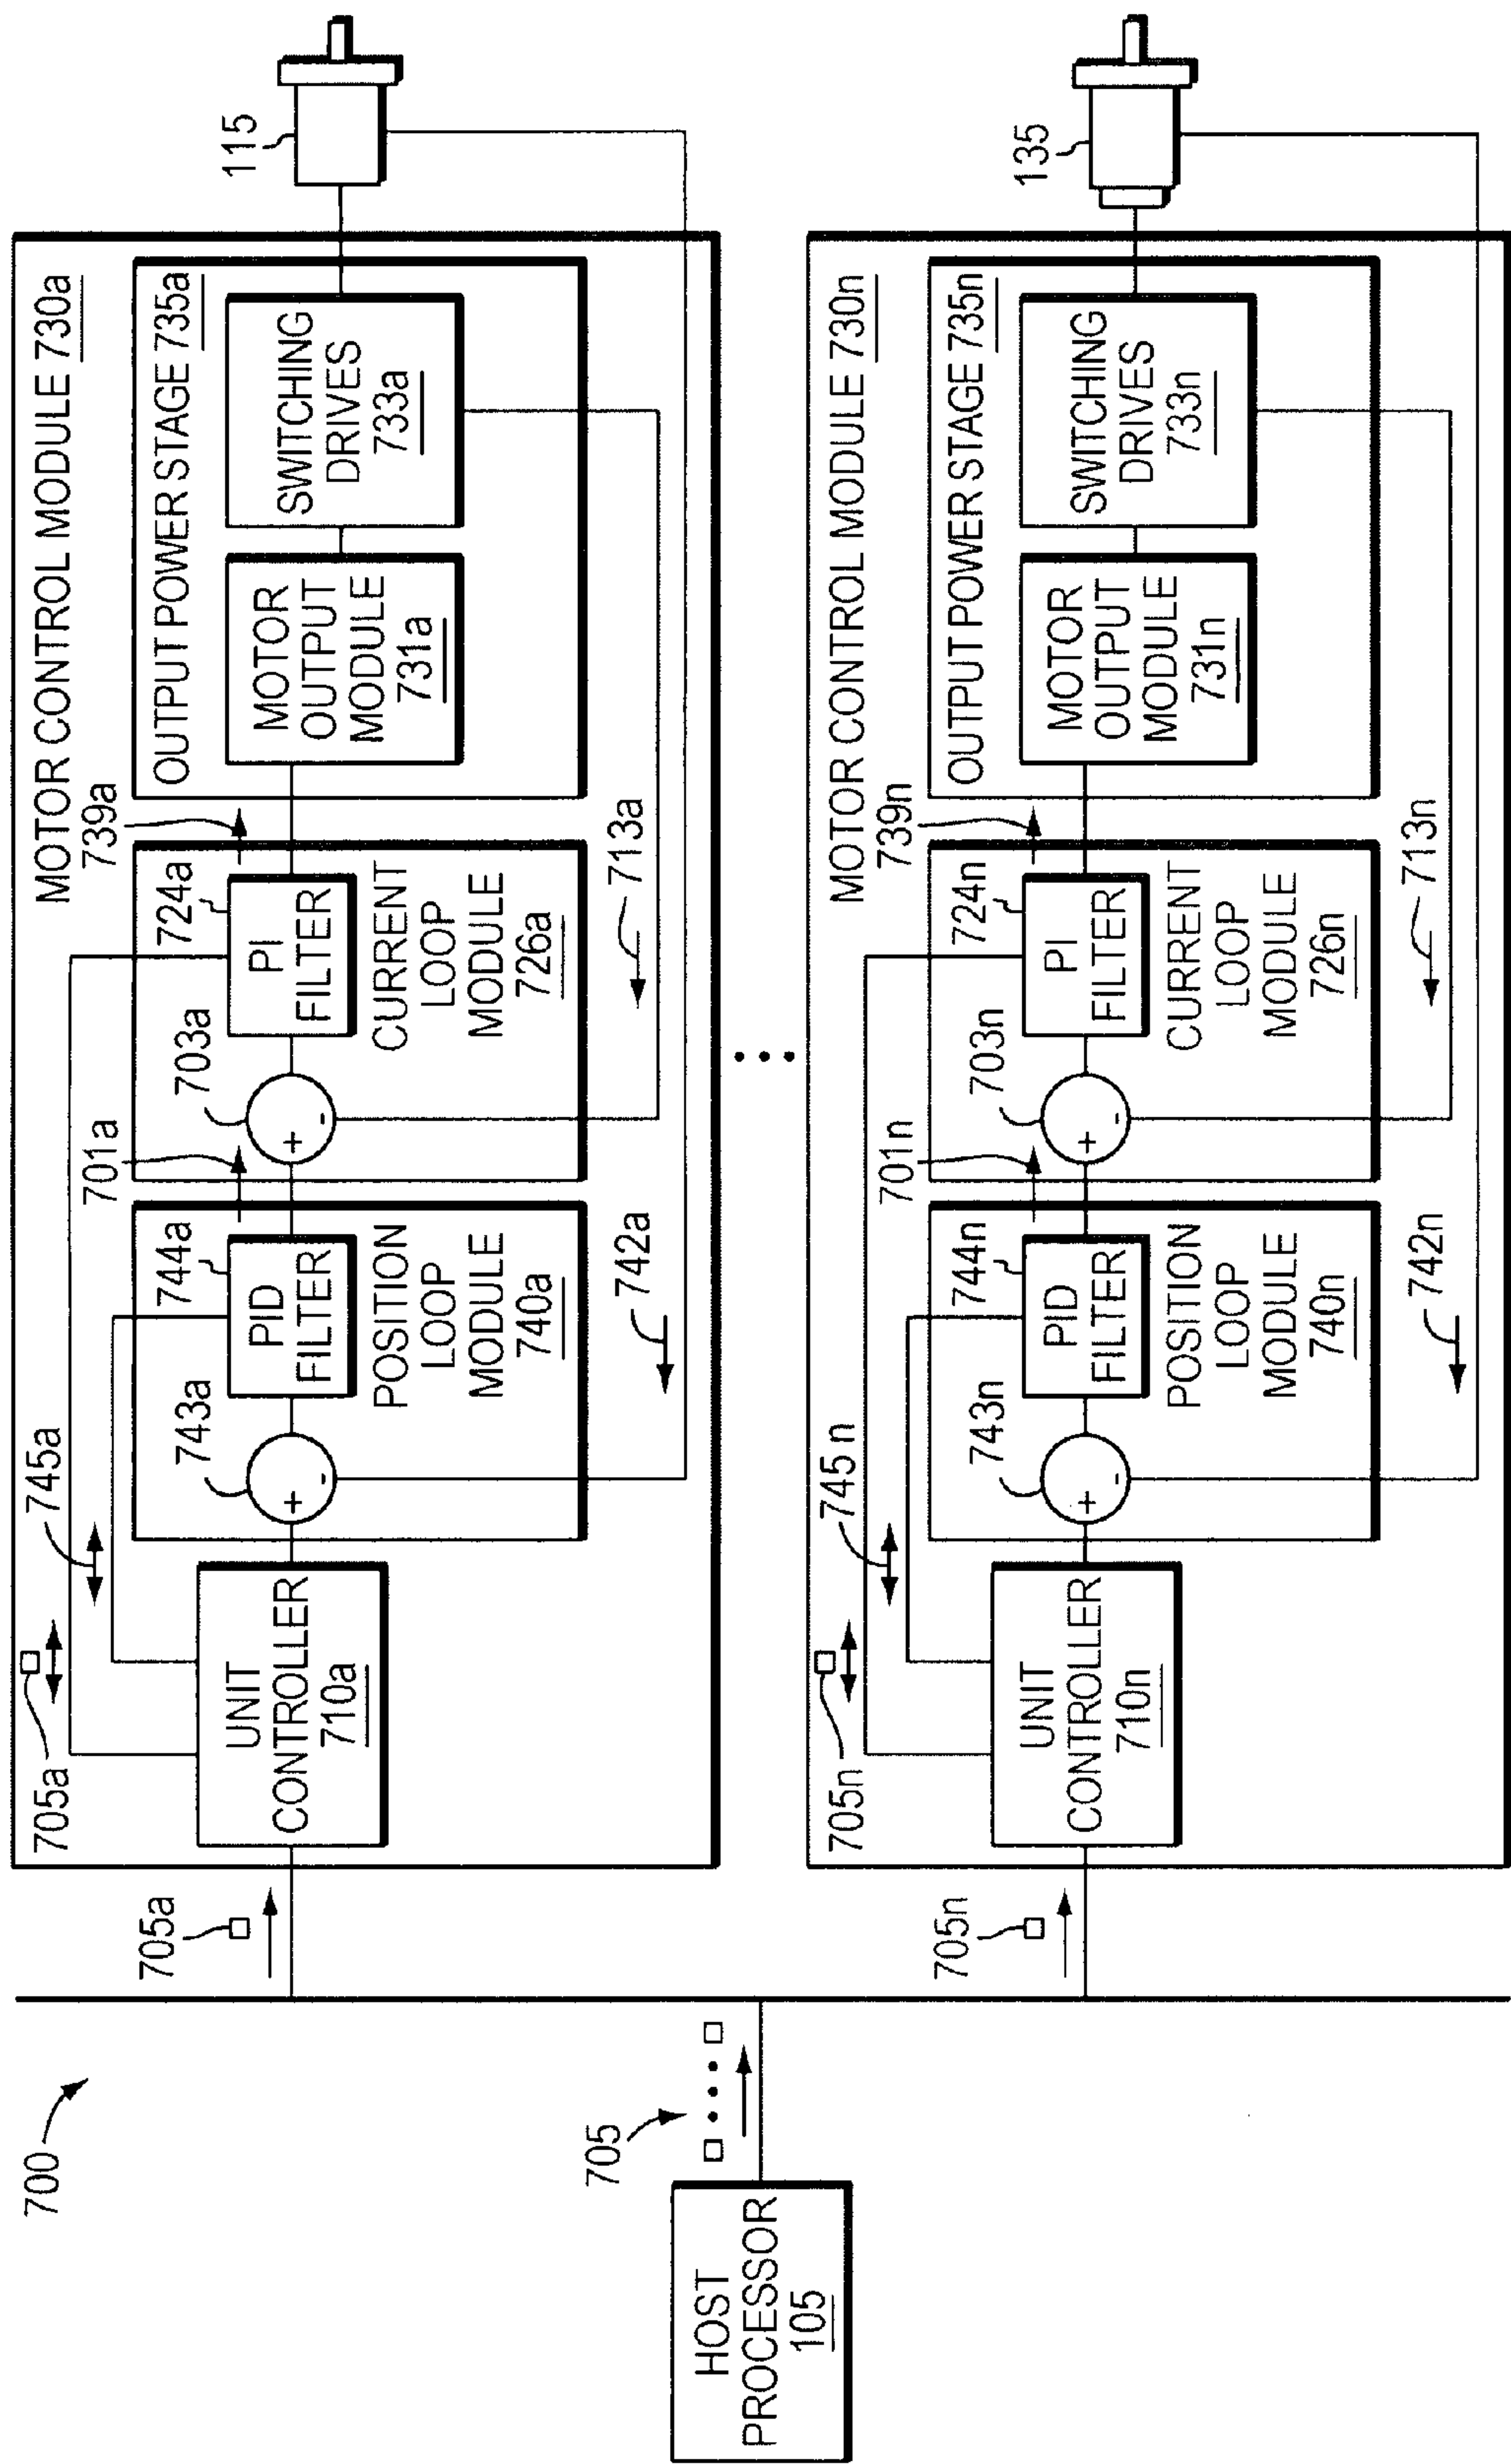 700
HOST
PROCESSOR
105
705
705a
705a
745a
MOTOR CONTROL MODULE 730a
UNIT
CONTROLLER
710a
743a
+
-
744a
PID
FILTER
POSITION
LOOP
MODULE
740a
701a
703a
+
-
724a
PI
FILTER
CURRENT
LOOP
MODULE
726a
739a
OUTPUT POWER STAGE 735a
MOTOR
OUTPUT
MODULE
731a
SWITCHING
DRIVES
733a
742a
713a
115
705n
705n
745n
MOTOR CONTROL MODULE 730n
UNIT
CONTROLLER
710n
743n
+
-
744n
PID
FILTER
POSITION
LOOP
MODULE
740n
701n
703n
+
-
724n
PI
FILTER
CURRENT
LOOP
MODULE
726n
739n
OUTPUT POWER STAGE 735n
MOTOR
OUTPUT
MODULE
731n
SWITCHING
DRIVES
733n
742n
713n
135